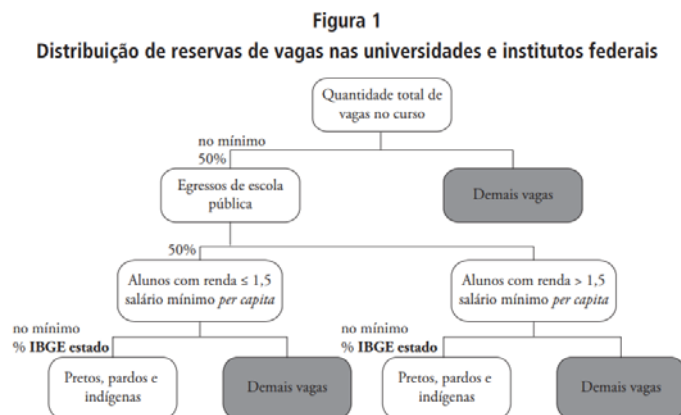 Figura 1
Distribuição de reservas de vagas nas universidades e institutos federais
Quantidade total de
vagas no curso
no mínimo
50%
Egressos de escola
pública
Demais vagas
50%
Alunos com renda ≤ 1,5
salário mínimo per capita
Alunos com renda > 1,5
salário mínimo per capita
no mínimo
% IBGE estado
no mínimo
% IBGE estado
Pretos, pardos e
indígenas
Demais vagas
Pretos, pardos e
indígenas
Demais vagas